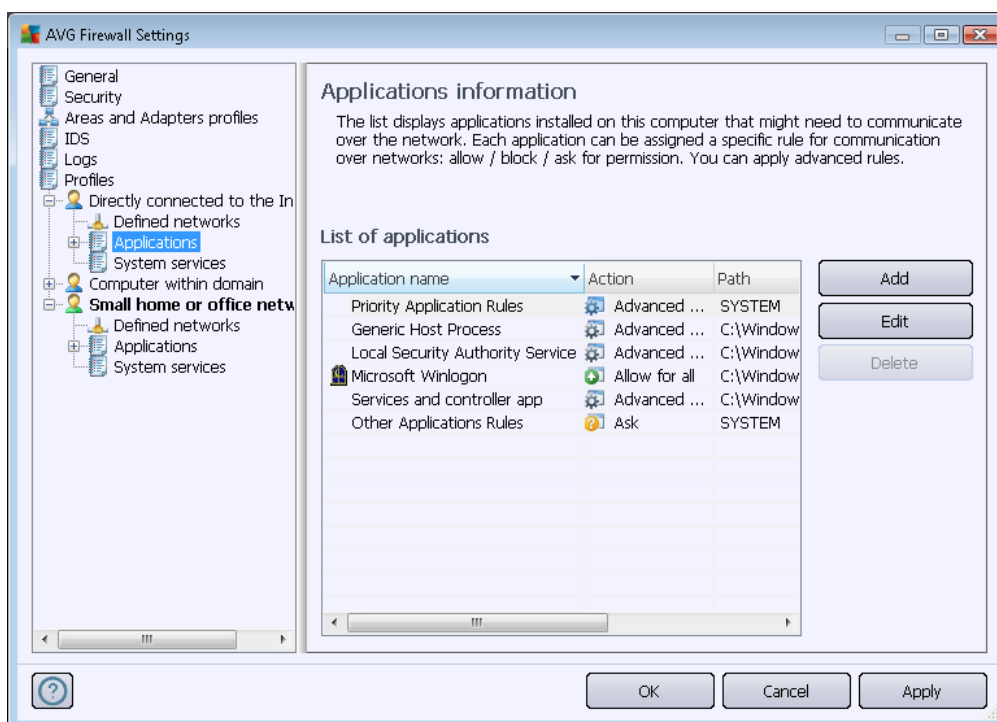 AVG Firewall Settings
General
Security
Areas and Adapters profiles
IDS
Logs
Profiles
Directly connected to the In
Defined networks
Applications
System services
Computer within domain
Small home or office netw
Defined networks
Applications
System services
Applications information
The list displays applications installed on this computer that might need to communicate
over the network. Each application can be assigned a specific rule for communication
over networks: allow / block / ask for permission. You can apply advanced rules.
List of applications
Application name Action Path
Priority Application Rules Advanced ... SYSTEM
Generic Host Process Advanced ... C:\Window
Local Security Authority Service Advanced ... C:\Window
Microsoft Winlogon Allow for all C:\Window
Services and controller app Advanced ... C:\Window
Other Applications Rules Ask SYSTEM
Add
Edit
Delete
OK Cancel Apply